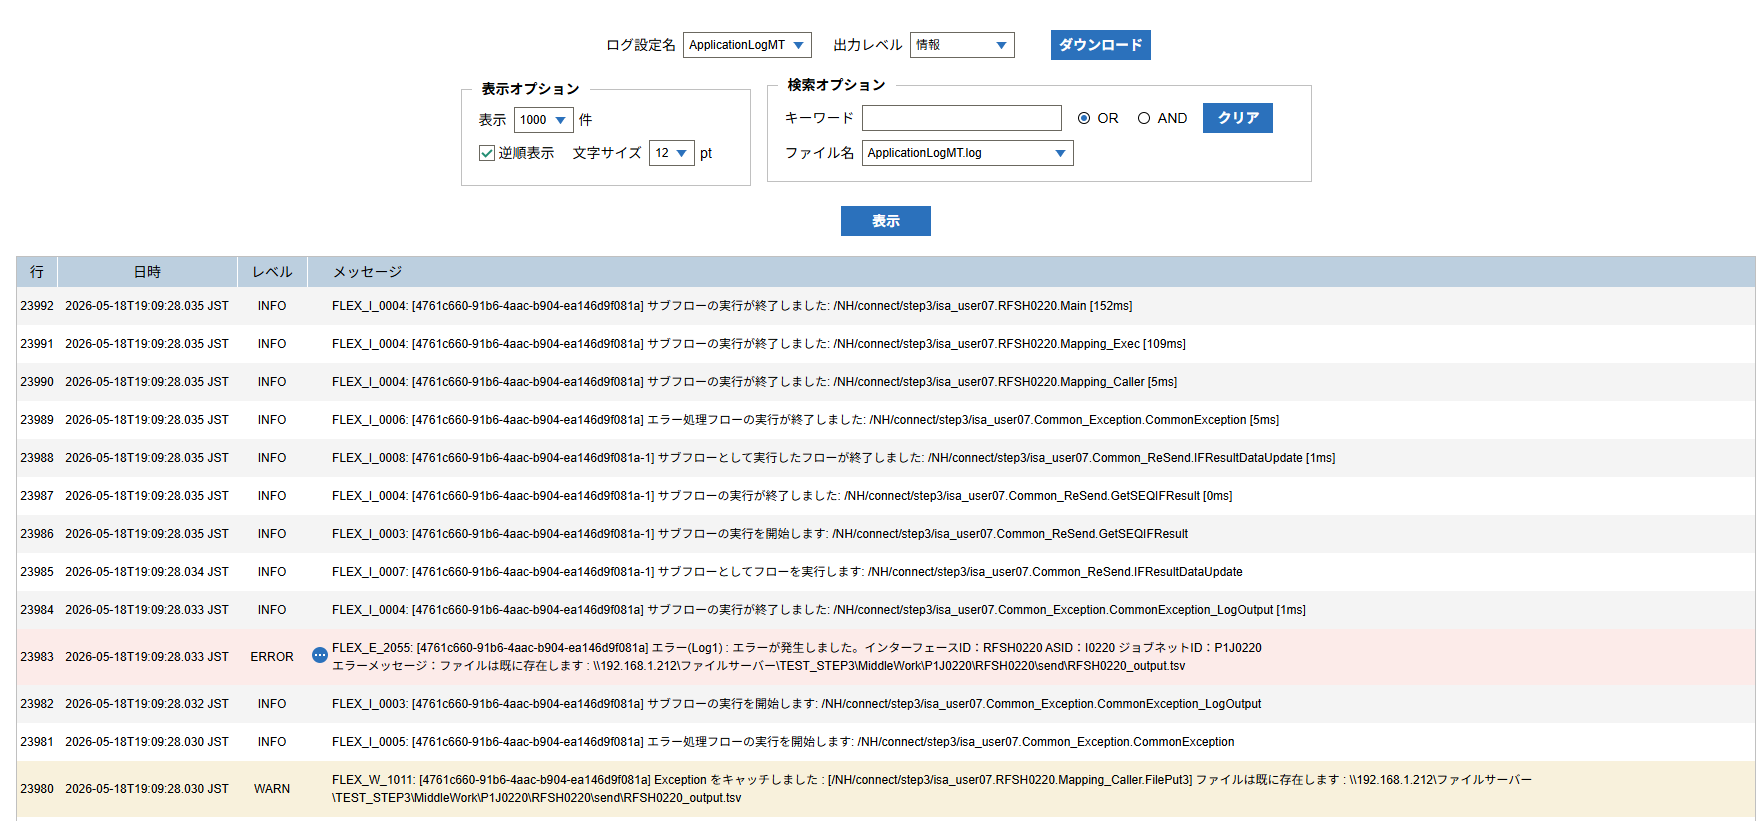 ログ設定名 ApplicationLogMT 出力レベル 情報 ダウンロード
表示オプション
表示 1000 件
逆順表示 文字サイズ 12 pt
検索オプション
キーワード OR AND クリア
ファイル名 ApplicationLogMT.log
表示
行 日時 レベル メッセージ
23992 2026-05-18T19:09:28.035 JST INFO FLEX_I_0004: [4761c660-91b6-4aac-b904-ea146d9f081a] サブフローの実行が終了しました: /NH/connect/step3/isa_user07.RFSH0220.Main [152ms]
23991 2026-05-18T19:09:28.035 JST INFO FLEX_I_0004: [4761c660-91b6-4aac-b904-ea146d9f081a] サブフローの実行が終了しました: /NH/connect/step3/isa_user07.RFSH0220.Mapping_Exec [109ms]
23990 2026-05-18T19:09:28.035 JST INFO FLEX_I_0004: [4761c660-91b6-4aac-b904-ea146d9f081a] サブフローの実行が終了しました: /NH/connect/step3/isa_user07.RFSH0220.Mapping_Caller [5ms]
23989 2026-05-18T19:09:28.035 JST INFO FLEX_I_0006: [4761c660-91b6-4aac-b904-ea146d9f081a] エラー処理フローの実行が終了しました: /NH/connect/step3/isa_user07.Common_Exception.CommonException [5ms]
23988 2026-05-18T19:09:28.035 JST INFO FLEX_I_0008: [4761c660-91b6-4aac-b904-ea146d9f081a-1] サブフローとして実行したフローが終了しました: /NH/connect/step3/isa_user07.Common_ReSend.IFResultDataUpdate [1ms]
23987 2026-05-18T19:09:28.035 JST INFO FLEX_I_0004: [4761c660-91b6-4aac-b904-ea146d9f081a-1] サブフローの実行が終了しました: /NH/connect/step3/isa_user07.Common_ReSend.GetSEQIFResult [0ms]
23986 2026-05-18T19:09:28.035 JST INFO FLEX_I_0003: [4761c660-91b6-4aac-b904-ea146d9f081a-1] サブフローの実行を開始します: /NH/connect/step3/isa_user07.Common_ReSend.GetSEQIFResult
23985 2026-05-18T19:09:28.034 JST INFO FLEX_I_0007: [4761c660-91b6-4aac-b904-ea146d9f081a-1] サブフローとしてフローを実行します: /NH/connect/step3/isa_user07.Common_ReSend.IFResultDataUpdate
23984 2026-05-18T19:09:28.033 JST INFO FLEX_I_0004: [4761c660-91b6-4aac-b904-ea146d9f081a] サブフローの実行が終了しました: /NH/connect/step3/isa_user07.Common_Exception.CommonException_LogOutput [1ms]
23983 2026-05-18T19:09:28.033 JST ERROR FLEX_E_2055: [4761c660-91b6-4aac-b904-ea146d9f081a] エラー(Log1) : エラーが発生しました。インターフェースID：RFSH0220 ASID：I0220 ジョブネットID：P1J0220
エラーメッセージ：ファイルは既に存在します : \\192.168.1.212\ファイルサーバー\TEST_STEP3\MiddleWork\P1J0220\RFSH0220\send\RFSH0220_output.tsv
23982 2026-05-18T19:09:28.032 JST INFO FLEX_I_0003: [4761c660-91b6-4aac-b904-ea146d9f081a] サブフローの実行を開始します: /NH/connect/step3/isa_user07.Common_Exception.CommonException_LogOutput
23981 2026-05-18T19:09:28.030 JST INFO FLEX_I_0005: [4761c660-91b6-4aac-b904-ea146d9f081a] エラー処理フローの実行を開始します: /NH/connect/step3/isa_user07.Common_Exception.CommonException
23980 2026-05-18T19:09:28.030 JST WARN FLEX_W_1011: [4761c660-91b6-4aac-b904-ea146d9f081a] Exception をキャッチしました : [/NH/connect/step3/isa_user07.RFSH0220.Mapping_Caller.FilePut3] ファイルは既に存在します : \\192.168.1.212\ファイルサーバー
\TEST_STEP3\MiddleWork\P1J0220\RFSH0220\send\RFSH0220_output.tsv